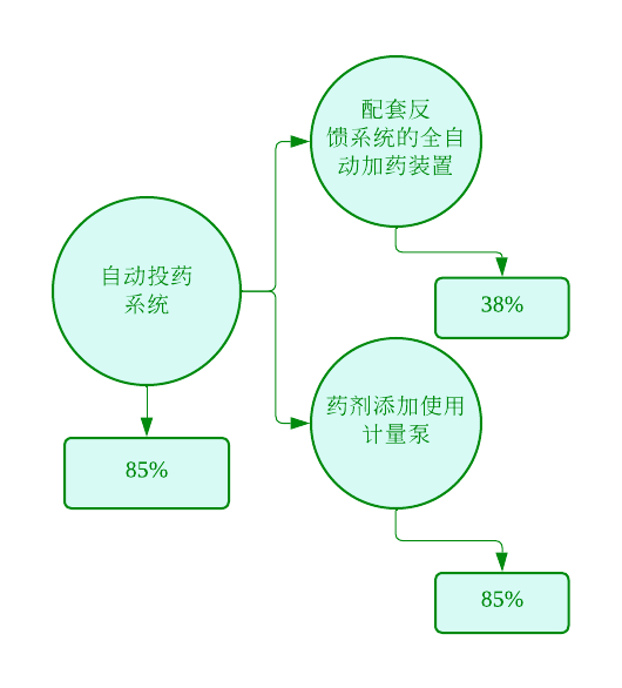 自动投药
系统
85%
配套反
馈系统的全自
动加药装置
38%
药剂添加使用
计量泵
85%